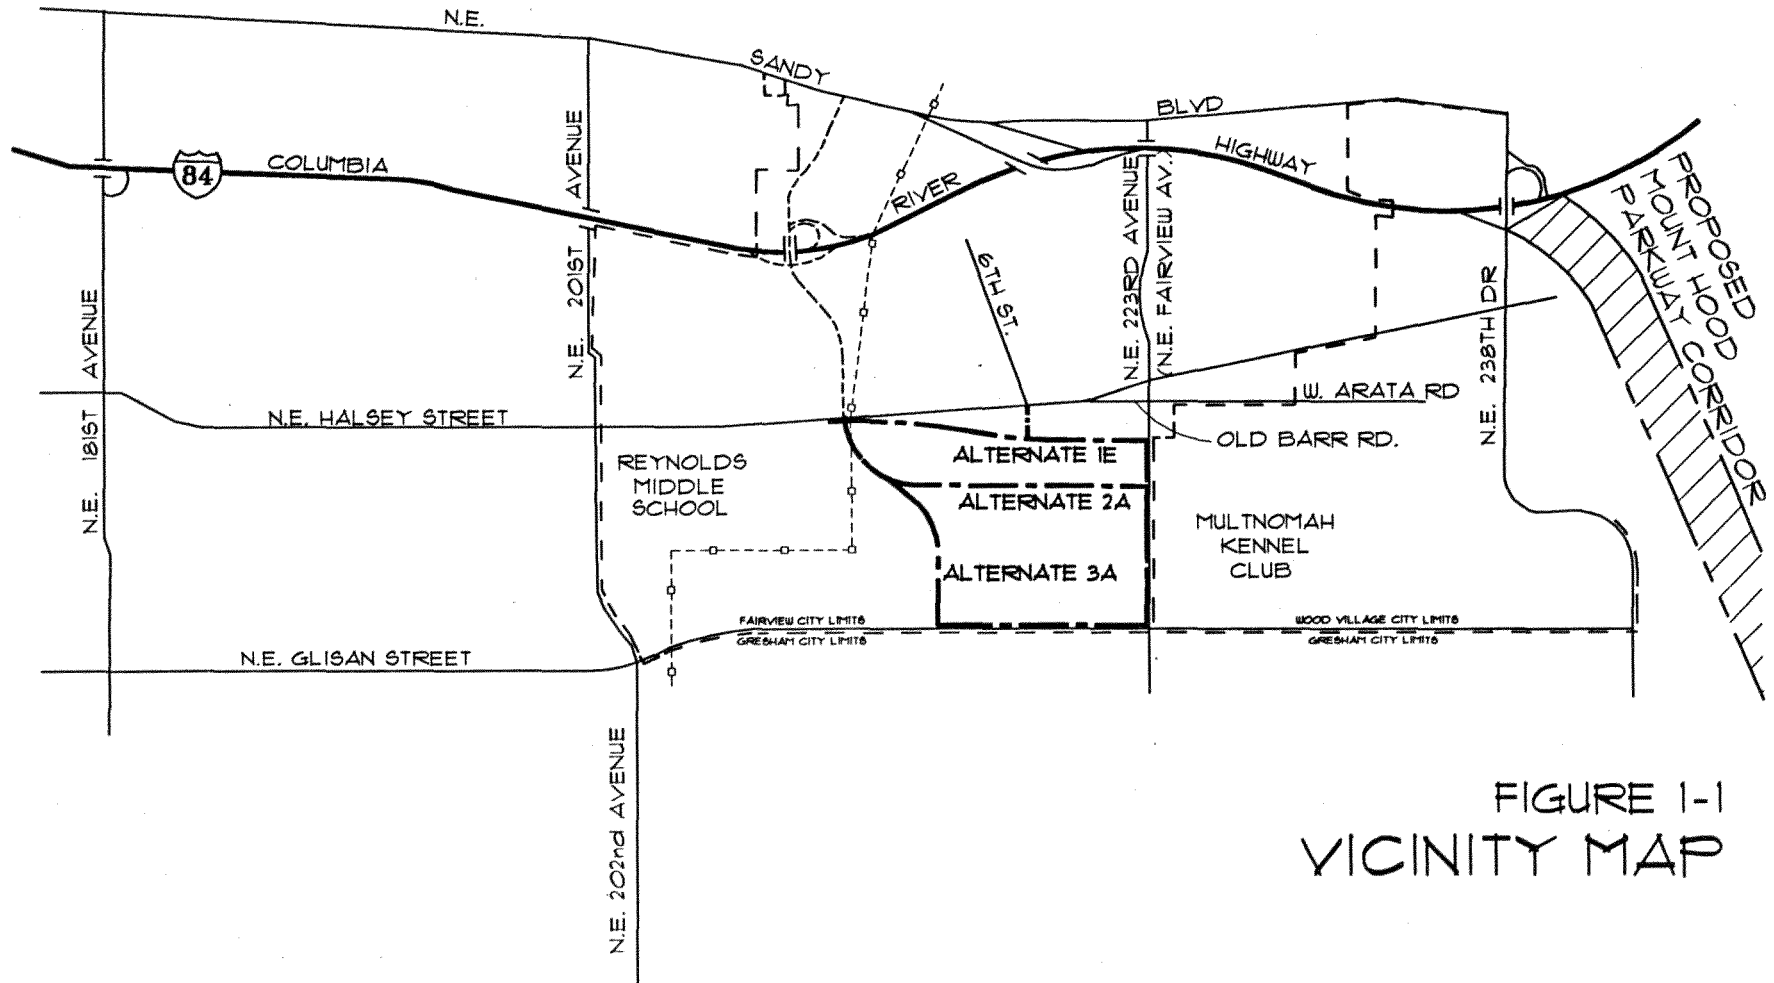 N.E.
SANDY
BLVD
COLUMBIA
84
RIVER
HIGHWAY
N.E. 181ST AVENUE
N.E. 201ST AVENUE
6TH ST.
N.E. 223RD AVENUE
(N.E. FAIRVIEW AV.)
N.E. 238TH DR
PROPOSED
MOUNT HOOD
PARKWAY CORRIDOR
N.E. HALSEY STREET
W. ARATA RD
OLD BARR RD.
REYNOLDS
MIDDLE
SCHOOL
ALTERNATE 1E
ALTERNATE 2A
ALTERNATE 3A
MULTNOMAH
KENNEL
CLUB
FAIRVIEW CITY LIMITS
GRESHAM CITY LIMITS
WOOD VILLAGE CITY LIMITS
GRESHAM CITY LIMITS
N.E. GLISAN STREET
N.E. 202nd AVENUE
FIGURE 1-1
VICINITY MAP